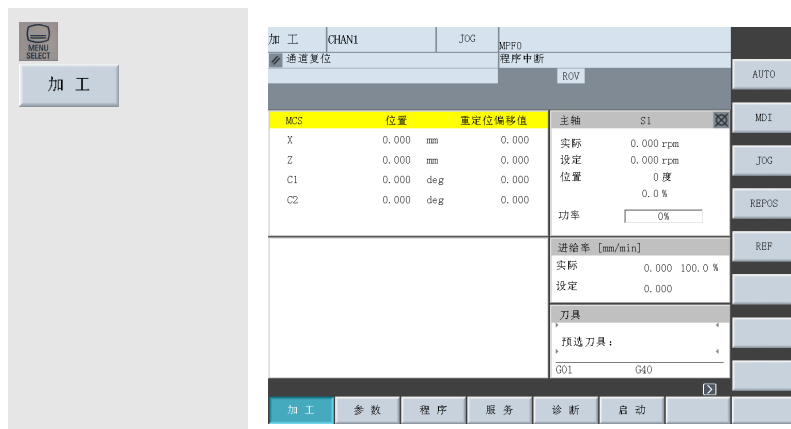 MENU
SELECT
加 工
加 工 CHAN1 JOG MPF0
通道复位 程序中断
ROV
MCS 位置 重定位偏移值
X 0.000 mm 0.000
Z 0.000 mm 0.000
C1 0.000 deg 0.000
C2 0.000 deg 0.000
主轴 S1
实际 0.000 rpm
设定 0.000 rpm
位置 0 度
0.0 %
功率 0%
进给率 [mm/min]
实际 0.000 100.0 %
设定 0.000
刀具
预选刀具：
G01 G40
AUTO
MDI
JOG
REPOS
REF
加 工 参 数 程 序 服 务 诊 断 启 动